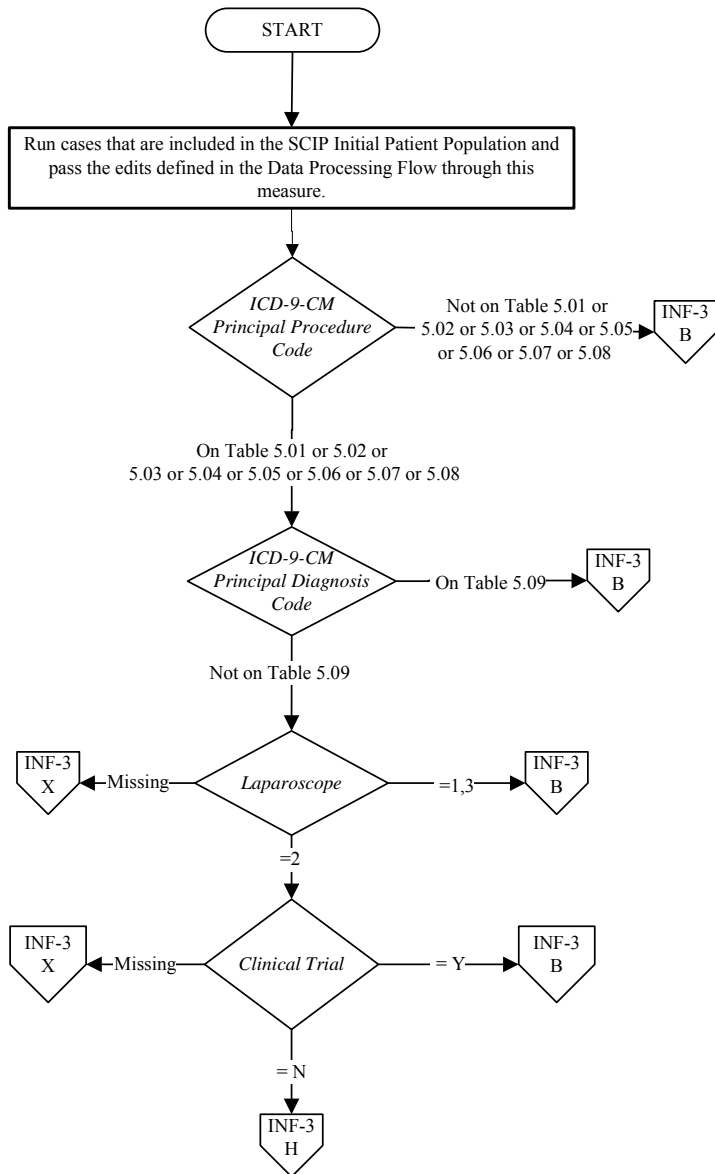 START
Run cases that are included in the SCIP Initial Patient Population and
pass the edits defined in the Data Processing Flow through this
measure.
ICD-9-CM
Principal Procedure
Code
Not on Table 5.01 or
5.02 or 5.03 or 5.04 or 5.05
or 5.06 or 5.07 or 5.08
INF-3
B
On Table 5.01 or 5.02 or
5.03 or 5.04 or 5.05 or 5.06 or 5.07 or 5.08
ICD-9-CM
Principal Diagnosis
Code
On Table 5.09
INF-3
B
Not on Table 5.09
INF-3
X
Missing
Laparoscope
=1,3
INF-3
B
=2
INF-3
X
Missing
Clinical Trial
= Y
INF-3
B
= N
INF-3
H